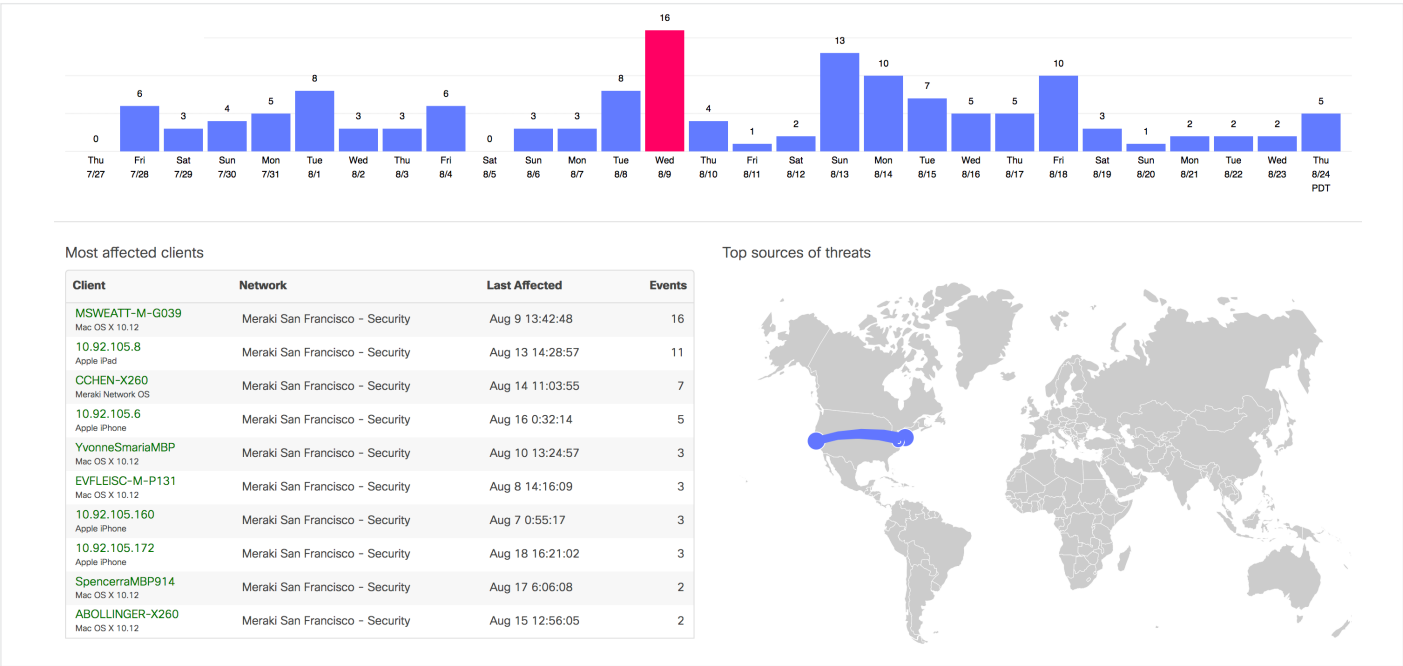 16
13
10
10
8
8
7
6
6
5
5
5
5
4
4
3
3
3
3
3
3
2
2
2
2
1
1
0
0
Thu Fri Sat Sun Mon Tue Wed Thu Fri Sat Sun Mon Tue Wed Thu Fri Sat Sun Mon Tue Wed Thu Fri Sat Sun Mon Tue Wed Thu
7/27 7/28 7/29 7/30 7/31 8/1 8/2 8/3 8/4 8/5 8/6 8/7 8/8 8/9 8/10 8/11 8/12 8/13 8/14 8/15 8/16 8/17 8/18 8/19 8/20 8/21 8/22 8/23 8/24
PDT
Most affected clients
Client Network Last Affected Events
MSWEATT-M-G039
Mac OS X 10.12
Meraki San Francisco - Security Aug 9 13:42:48 16
10.92.105.8
Apple iPad
Meraki San Francisco - Security Aug 13 14:28:57 11
CCHEN-X260
Meraki Network OS
Meraki San Francisco - Security Aug 14 11:03:55 7
10.92.105.6
Apple iPhone
Meraki San Francisco - Security Aug 16 0:32:14 5
YvonneSmariaMBP
Mac OS X 10.12
Meraki San Francisco - Security Aug 10 13:24:57 3
EVFLEISC-M-P131
Mac OS X 10.12
Meraki San Francisco - Security Aug 8 14:16:09 3
10.92.105.160
Apple iPhone
Meraki San Francisco - Security Aug 7 0:55:17 3
10.92.105.172
Apple iPhone
Meraki San Francisco - Security Aug 18 16:21:02 3
SpencerraMBP914
Mac OS X 10.12
Meraki San Francisco - Security Aug 17 6:06:08 2
ABOLLINGER-X260
Mac OS X 10.12
Meraki San Francisco - Security Aug 15 12:56:05 2
Top sources of threats